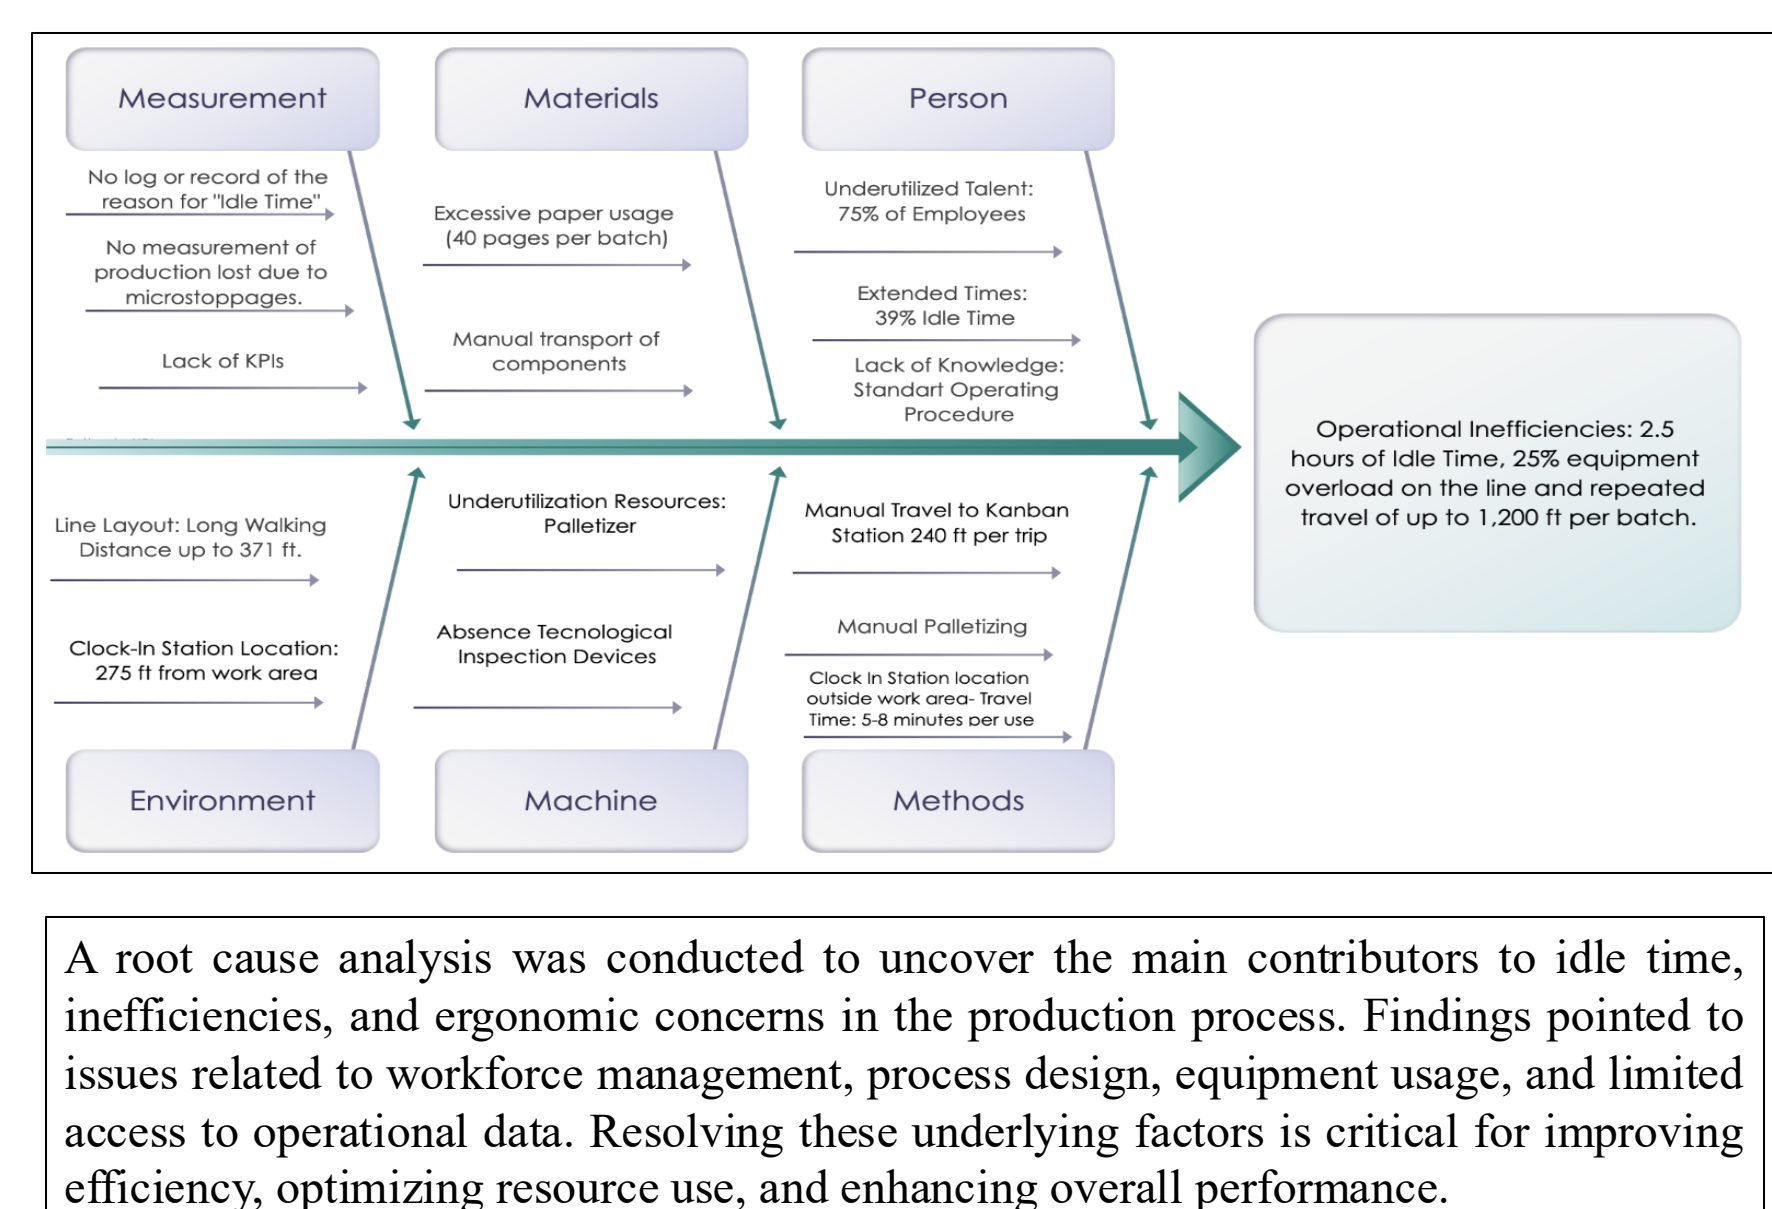 Measurement
Materials
Person
No log or record of the
reason for "Idle Time"
No measurement of
production lost due to
microstoppages.
Lack of KPIs
Excessive paper usage
(40 pages per batch)
Manual transport of
components
Underutilized Talent:
75% of Employees
Extended Times:
39% Idle Time
Lack of Knowledge:
Standart Operating
Procedure
Operational Inefficiencies: 2.5
hours of Idle Time, 25% equipment
overload on the line and repeated
travel of up to 1,200 ft per batch.
Line Layout: Long Walking
Distance up to 371 ft.
Clock-In Station Location:
275 ft from work area
Underutilization Resources:
Palletizer
Absence Tecnological
Inspection Devices
Manual Travel to Kanban
Station 240 ft per trip
Manual Palletizing
Clock In Station location
outside work area- Travel
Time: 5-8 minutes per use
Environment
Machine
Methods
A root cause analysis was conducted to uncover the main contributors to idle time,
inefficiencies, and ergonomic concerns in the production process. Findings pointed to
issues related to workforce management, process design, equipment usage, and limited
access to operational data. Resolving these underlying factors is critical for improving
efficiency, optimizing resource use, and enhancing overall performance.